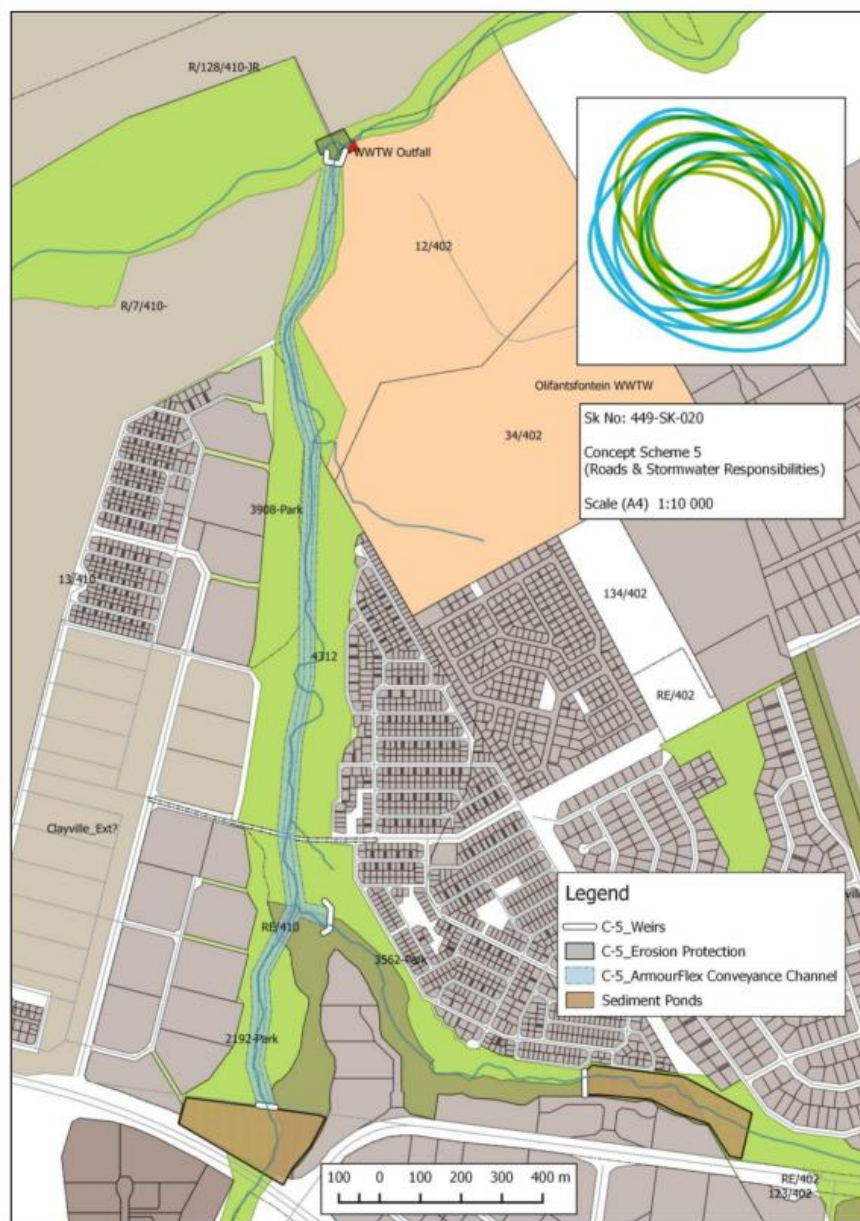 R/128/410-JR
WWTW Outfall
12/402
R/7/410-
Olifantsfontein WWTW
34/402
Sk No: 449-SK-020
Concept Scheme 5
(Roads & Stormwater Responsibilities)
Scale (A4) 1:10 000
3908-Park
13/410
134/402
4312
RE/402
Clayville_Ext?
Legend
C-5_Weirs
C-5_Erosion Protection
C-5_ArmourFlex Conveyance Channel
Sediment Ponds
RE/410
3562-Park
2192-Park
100 0 100 200 300 400 m
RE/402
123/402